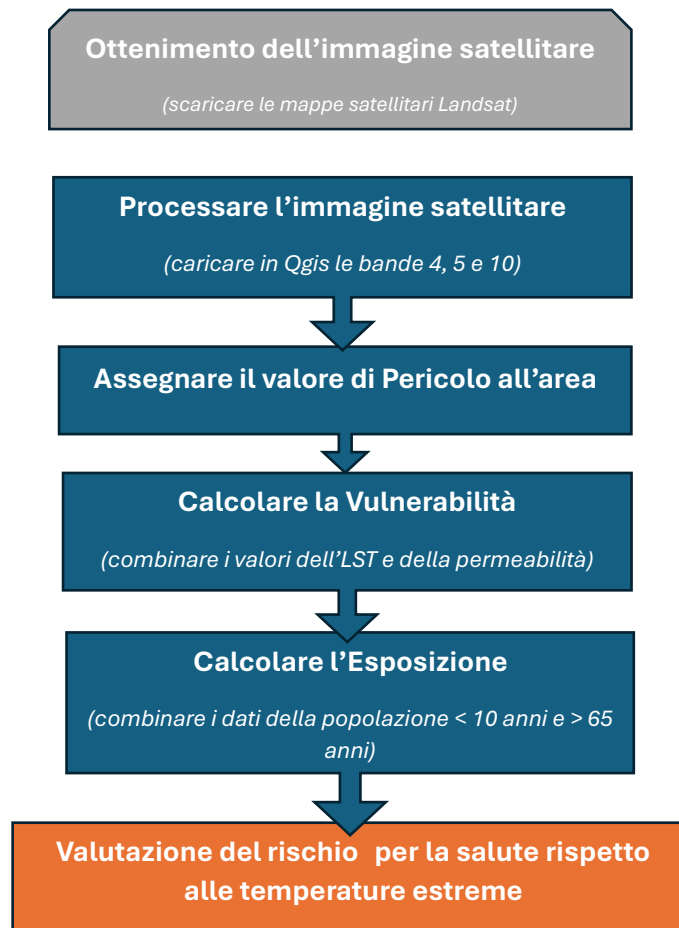 Ottenimento dell’immagine satellitare
(scaricare le mappe satellitari Landsat)
Processare l’immagine satellitare
(caricare in Qgis le bande 4, 5 e 10)
Assegnare il valore di Pericolo all’area
Calcolare la Vulnerabilità
(combinare i valori dell’LST e della permeabilità)
Calcolare l’Esposizione
(combinare i dati della popolazione < 10 anni e > 65
anni)
Valutazione del rischio per la salute rispetto
alle temperature estreme